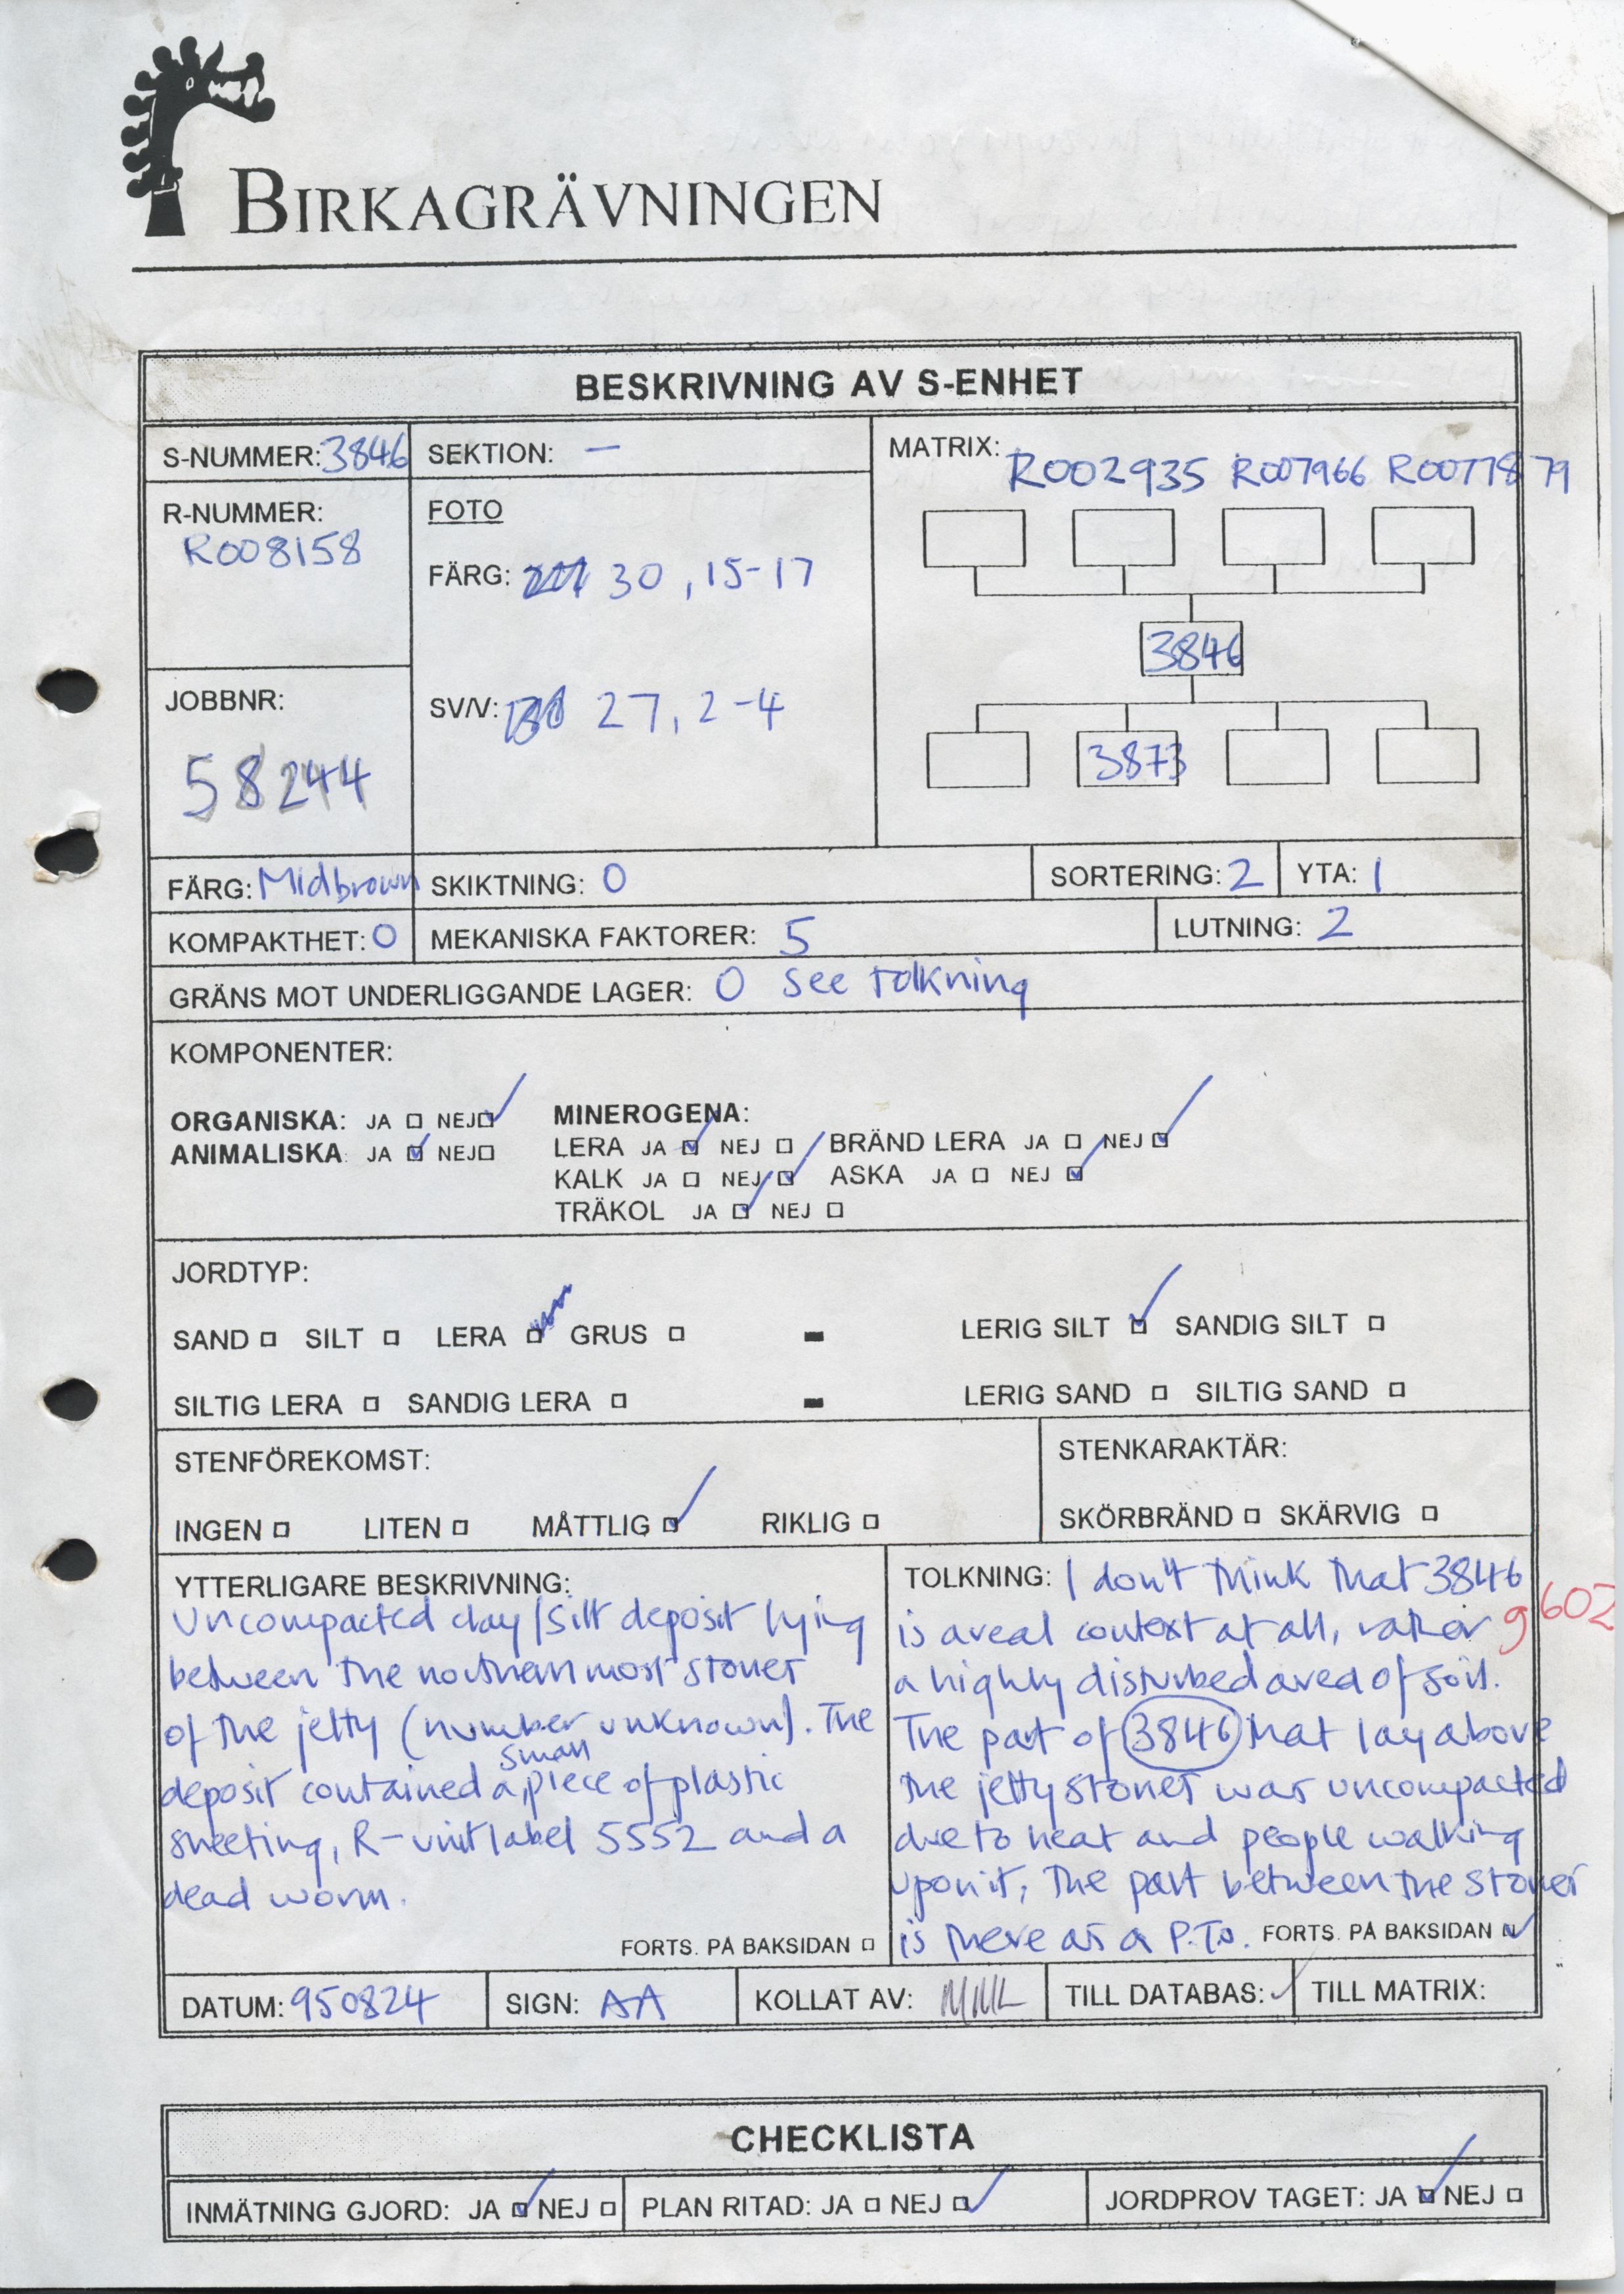 BIRKAGRÄVNINGEN
BESKRIVNING AV S-ENHET
S-NUMMER: 3846
SEKTION: —
MATRIX:
R002935 R007966
R-NUMMER:
R008158
FOTO
FÄRG: 30, 15-17
3846
JOBBNR:
58244
SV/V: 27, 2-4
3873
FÄRG: Midbrown
SKIKTNING: 0
SORTERING: 2
YTA: 1
KOMPAKTHET: 0
MEKANISKA FAKTORER: 5
LUTNING: 2
GRÄNS MOT UNDERLIGGANDE LAGER: 0 see tolkning
KOMPONENTER:
ORGANISKA: JA NEJ
MINEROGENA:
ANIMALISKA: JA NEJ
LERA JA NEJ BRÄND LERA JA NEJ
KALK JA NEJ ASKA JA NEJ
TRÄKOL JA NEJ
JORDTYP:
SAND SILT LERA GRUS - LERIG SILT SANDIG SILT
SILTIG LERA SANDIG LERA - LERIG SAND SILTIG SAND
STENFÖREKOMST:
INGEN LITEN MÅTTLIG RIKLIG
STENKARAKTÄR:
SKÖRBRÄND SKÄRVIG
YTTERLIGARE BESKRIVNING:
Uncompacted clay/silt deposit lying
between the northernmost stones
of the jetty (number unknown). The
small
deposit contained a piece of plastic
sheeting, R-unit label 5552 and a
dead worm.
FORTS. PÅ BAKSIDAN
TOLKNING: I don't think that 3846
is a real context at all, rather
g602
a highly disturbed area of soil.
The part of 3846 that lay above
the jetty stones was uncompacted
due to heat and people walking
upon it, The part between the stones
is there as a P.T.O. FORTS. PÅ BAKSIDAN
DATUM: 950824
SIGN: AA
KOLLAT AV:
TILL DATABAS: ✓
TILL MATRIX:
CHECKLISTA
INMÄTNING GJORD: JA NEJ
PLAN RITAD: JA NEJ
JORDPROV TAGET: JA NEJ